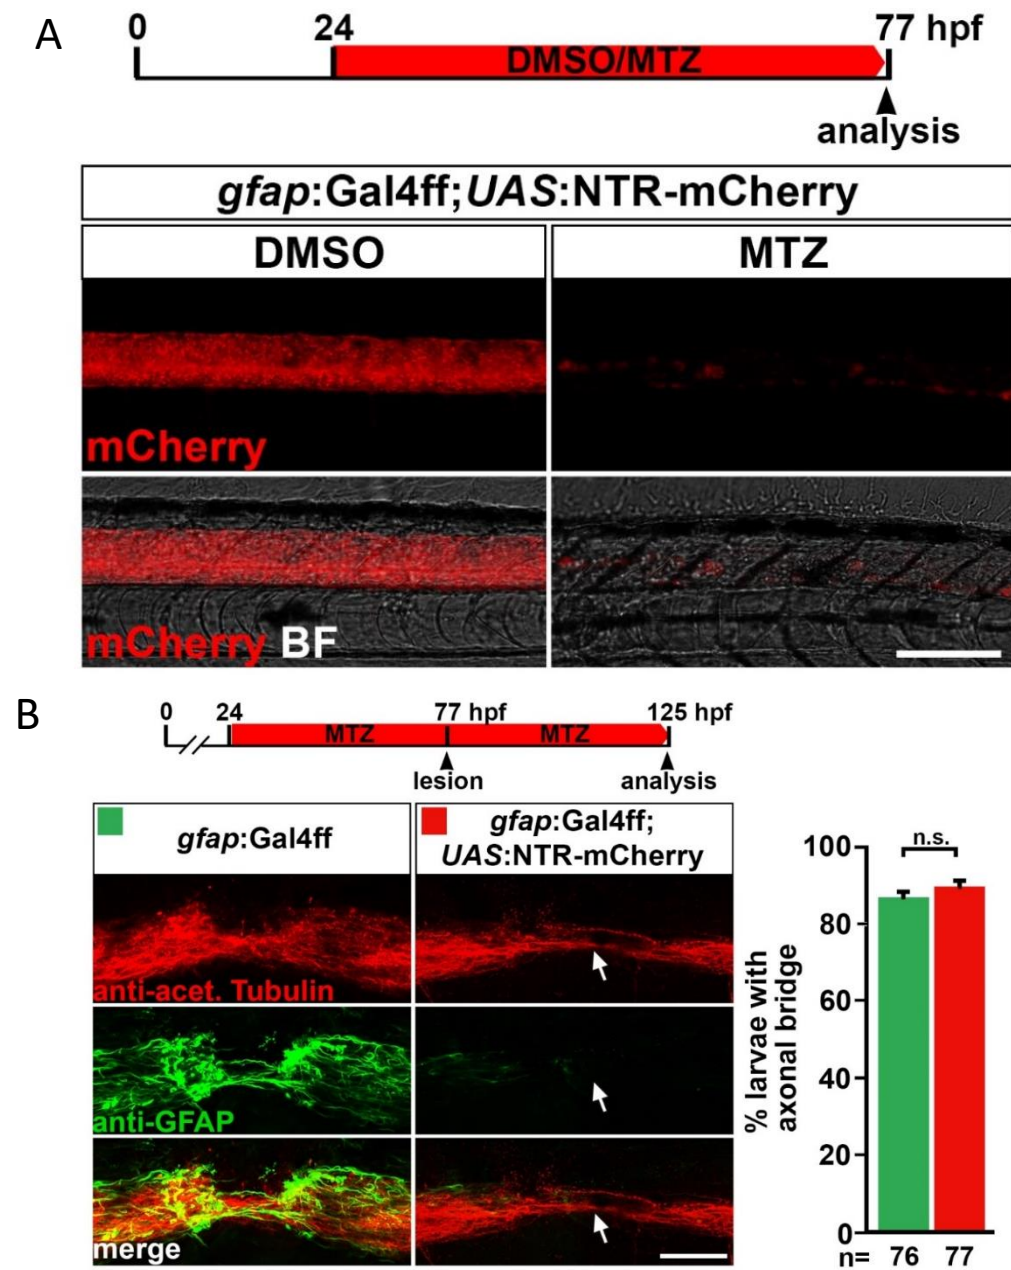 A
0 24 77 hpf
DMSO/MTZ
analysis
gfap:Gal4ff;UAS:NTR-mCherry
DMSO MTZ
mCherry
mCherry BF
B
0 24 77 hpf 125 hpf
MTZ MTZ
lesion analysis
gfap:Gal4ff
gfap:Gal4ff;
UAS:NTR-mCherry
anti-acet. Tubulin
anti-GFAP
merge
% larvae with
axonal bridge
100
80
60
40
20
0
n.s.
n= 76 77